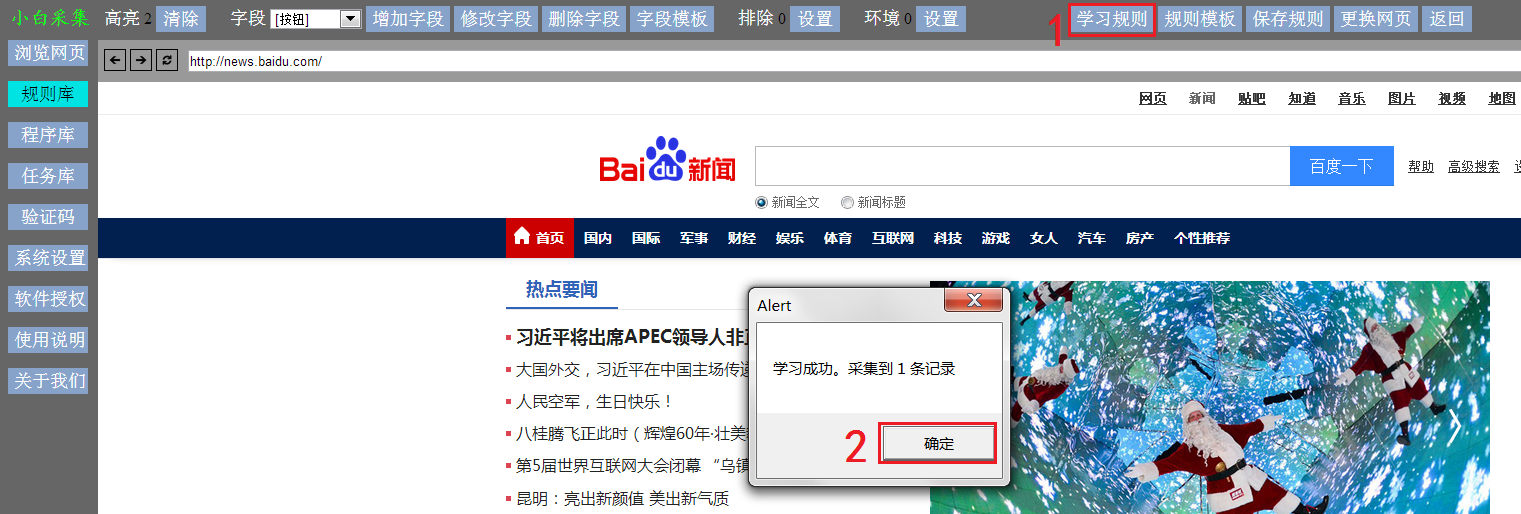 小白采集 高亮 2 清除 字段 [按钮] 增加字段 修改字段 删除字段 字段模板 排除 0 设置 环境 0 设置 1 学习规则 规则模板 保存规则 更换网页 返回
浏览网页
http://news.baidu.com/
规则库
网页 新闻 贴吧 知道 音乐 图片 视频 地图
程序库
任务库
Bai du 新闻 百度一下 帮助 高级搜索
新闻全文 新闻标题
验证码
首页 国内 国际 军事 财经 娱乐 体育 互联网 科技 游戏 女人 汽车 房产 个性推荐
系统设置
软件授权
使用说明
关于我们
热点要闻
习近平将出席APEC领导人非
大国外交，习近平在中国主场传
人民空军，生日快乐！
八桂腾飞正此时（辉煌60年·壮美
第5届世界互联网大会闭幕 “乌镇
昆明：亮出新颜值 美出新气质
Alert
学习成功。采集到 1 条记录
2 确定